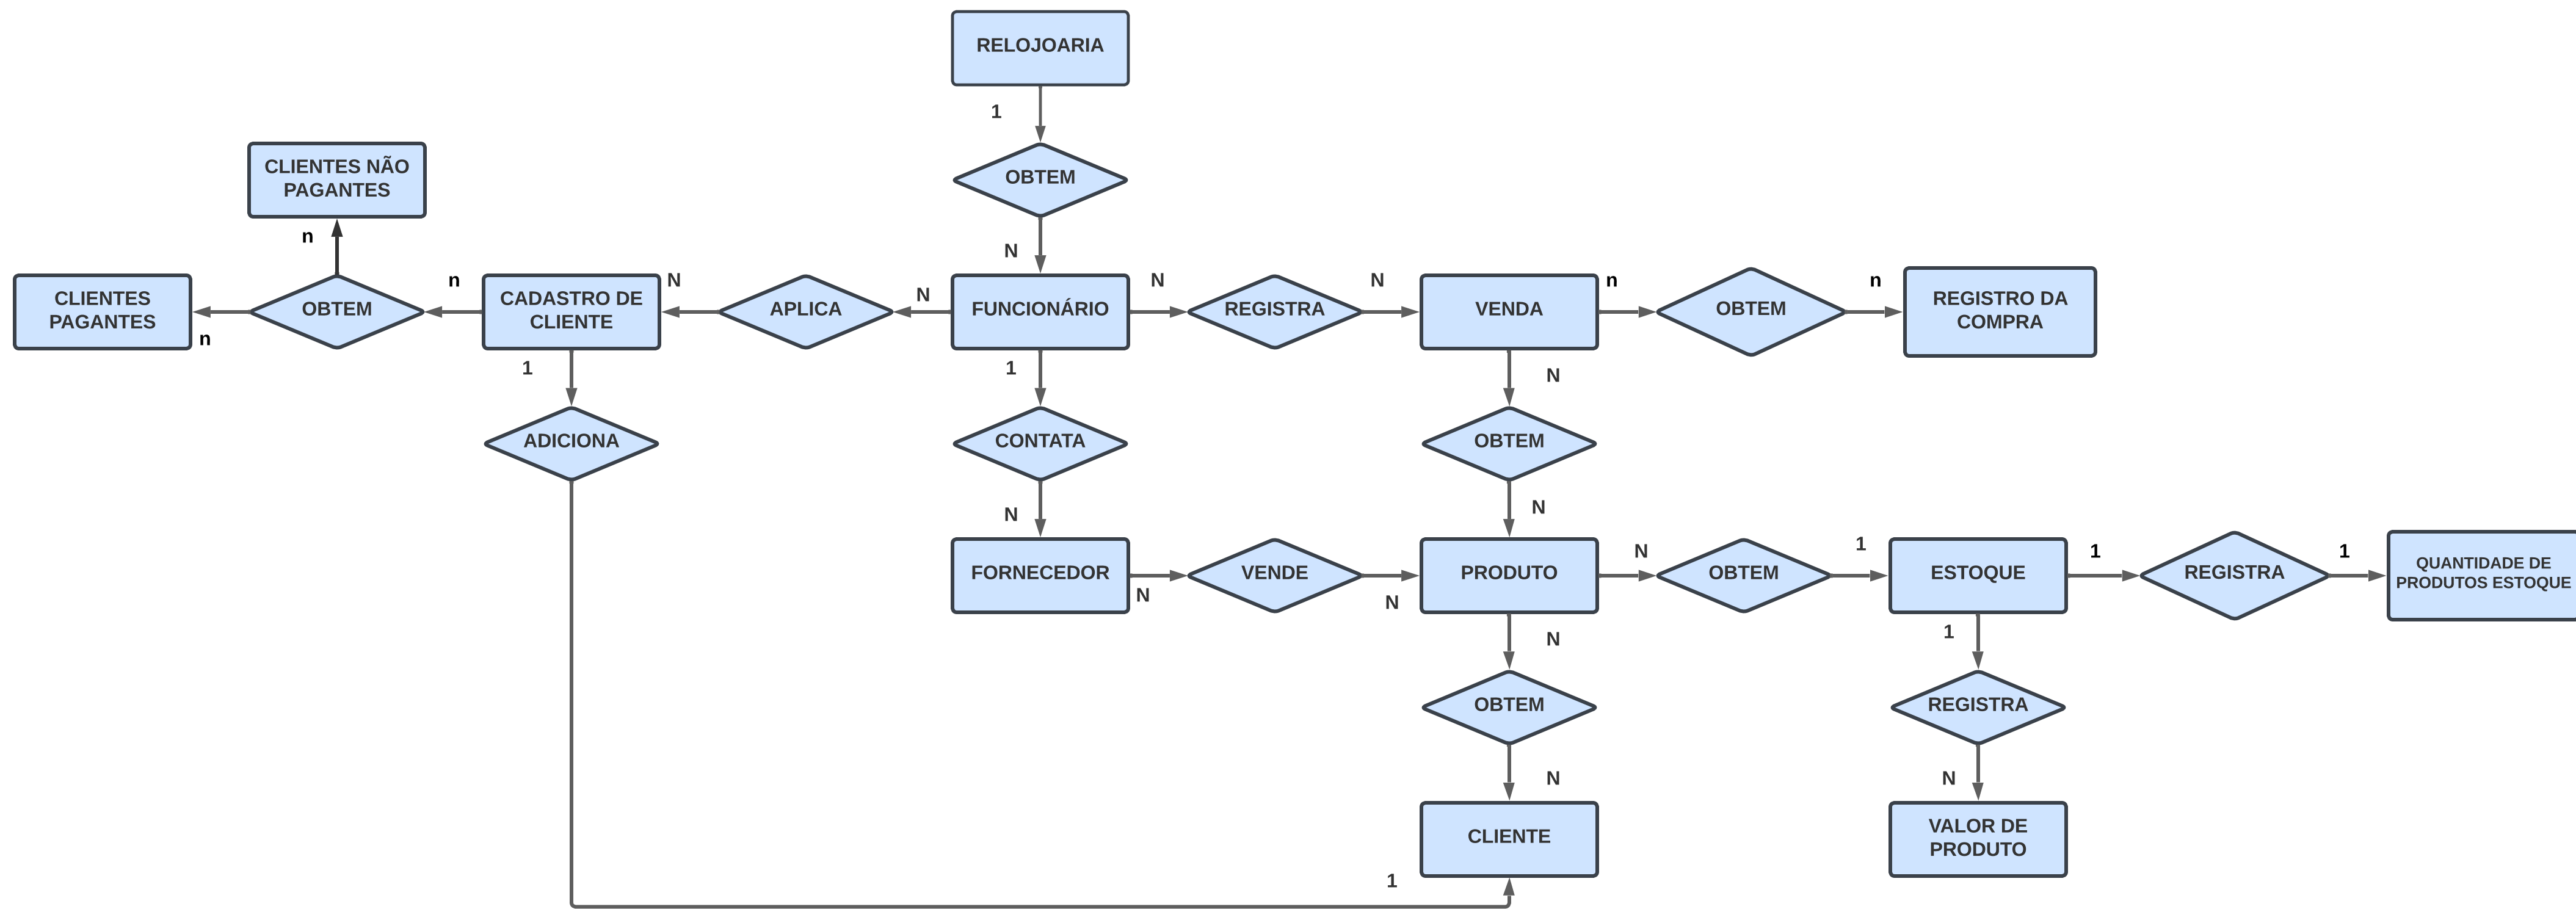 RELOJOARIA
1
OBTEM
N
CLIENTES NÃO
PAGANTES
n
CLIENTES
PAGANTES
n
OBTEM
n
CADASTRO DE
CLIENTE
N
APLICA
N
FUNCIONÁRIO
N
REGISTRA
N
VENDA
n
OBTEM
n
REGISTRO DA
COMPRA
1
1
N
ADICIONA
CONTATA
OBTEM
N
N
FORNECEDOR
N
VENDE
N
PRODUTO
N
OBTEM
1
ESTOQUE
1
REGISTRA
1
QUANTIDADE DE
PRODUTOS ESTOQUE
N
1
OBTEM
REGISTRA
N
N
CLIENTE
VALOR DE
PRODUTO
1